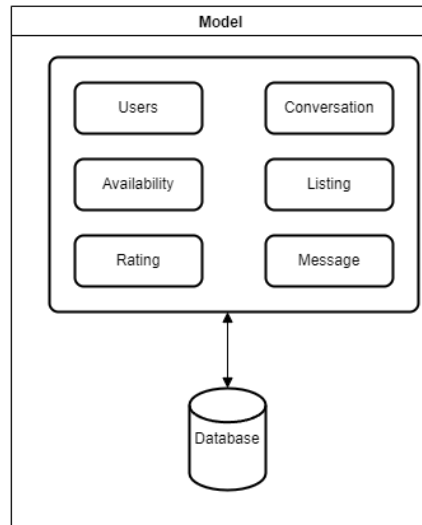 Model
Users
Conversation
Availability
Listing
Rating
Message
Database